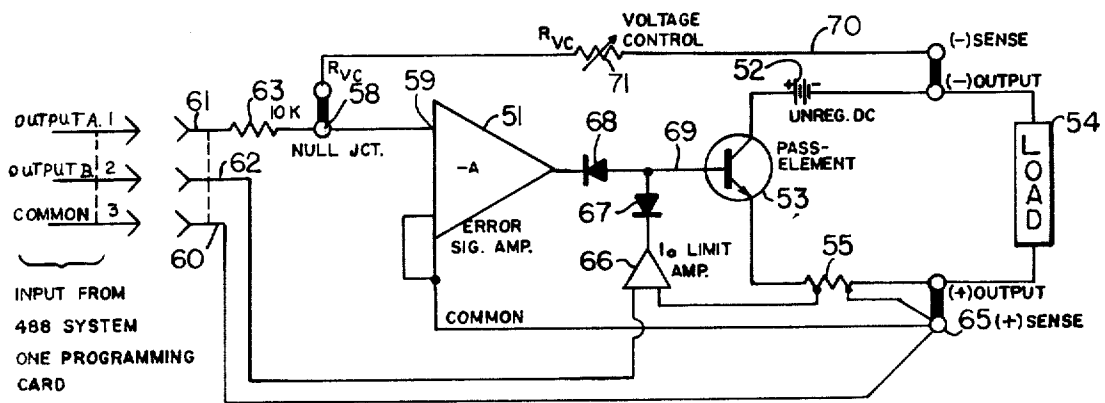 OUTPUT A. 1
OUTPUT B. 2
COMMON 3
INPUT FROM
488 SYSTEM
ONE PROGRAMMING
CARD
61
63
10K
62
60
RVC
58
NULL JCT.
59
51
-A
ERROR
SIG. AMP.
COMMON
RVC
VOLTAGE
CONTROL
71
70
68
69
67
66
Io LIMIT
AMP.
PASS-
ELEMENT
53
52
+ -
UNREG. DC
55
(-) SENSE
(-) OUTPUT
54
LOAD
(+) OUTPUT
65 (+) SENSE